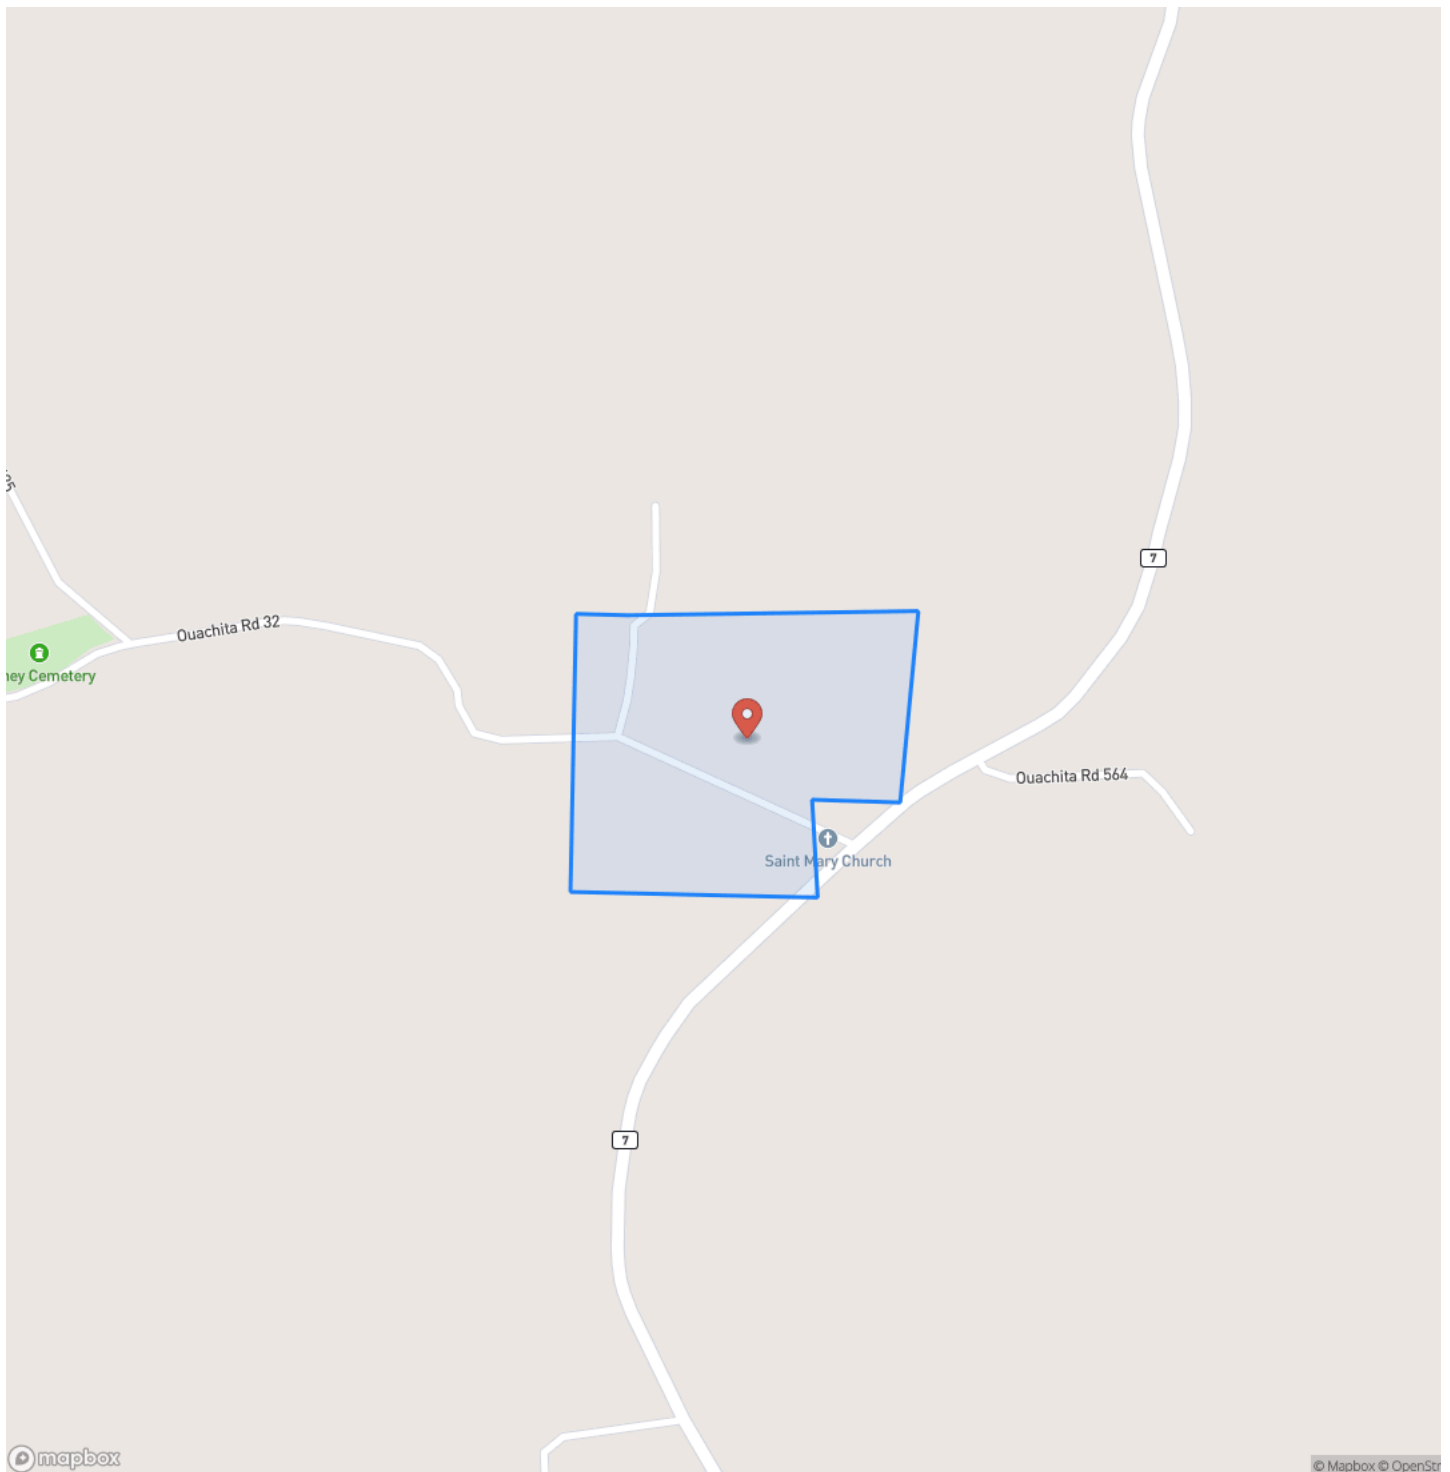 7
Ouachita Rd 32
ney Cemetery
Ouachita Rd 564
Saint Mary Church
7
mapbox
© Mapbox © OpenStr